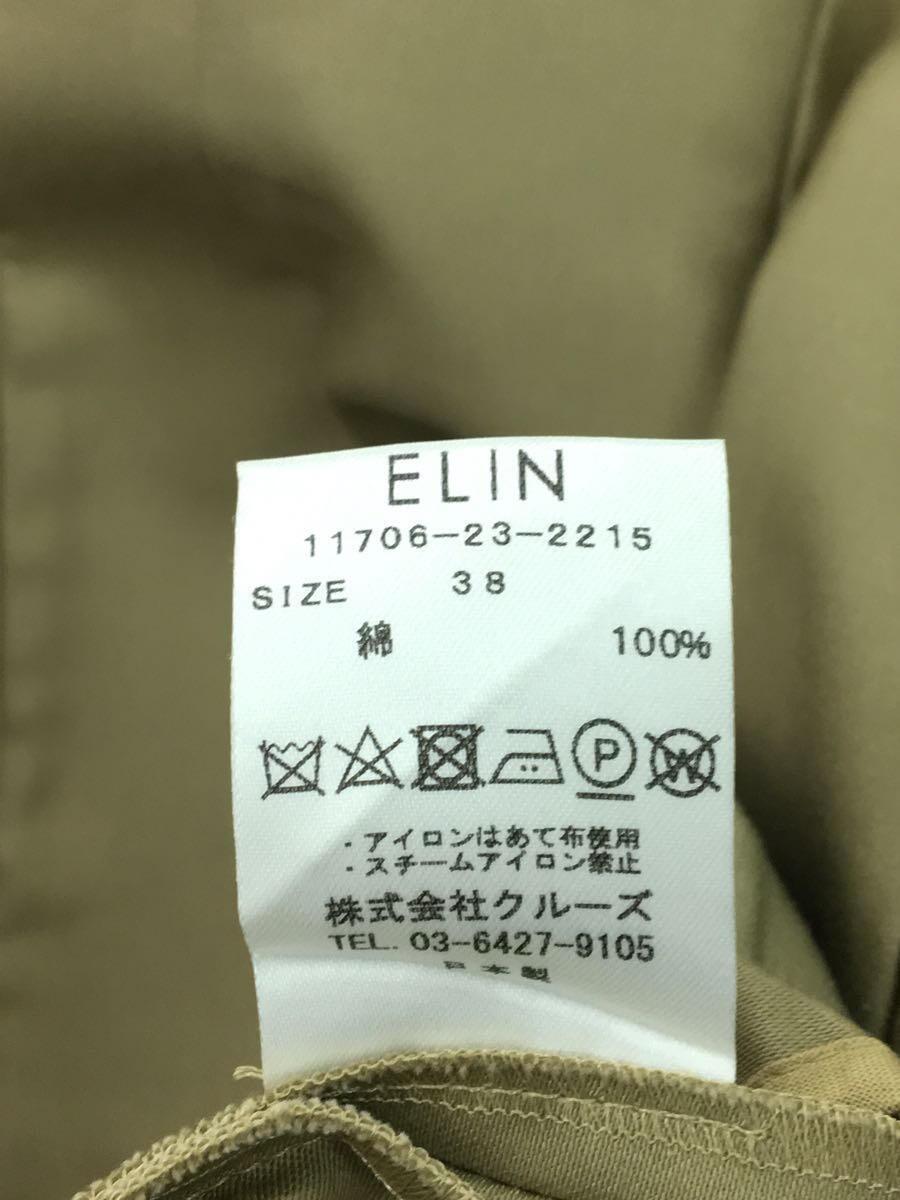 ELIN
11706-23-2215
SIZE 38
綿 100%
P W
・アイロンはあて布使用
・スチームアイロン禁止
株式会社クルーズ
TEL. 03-6427-9105
日本製